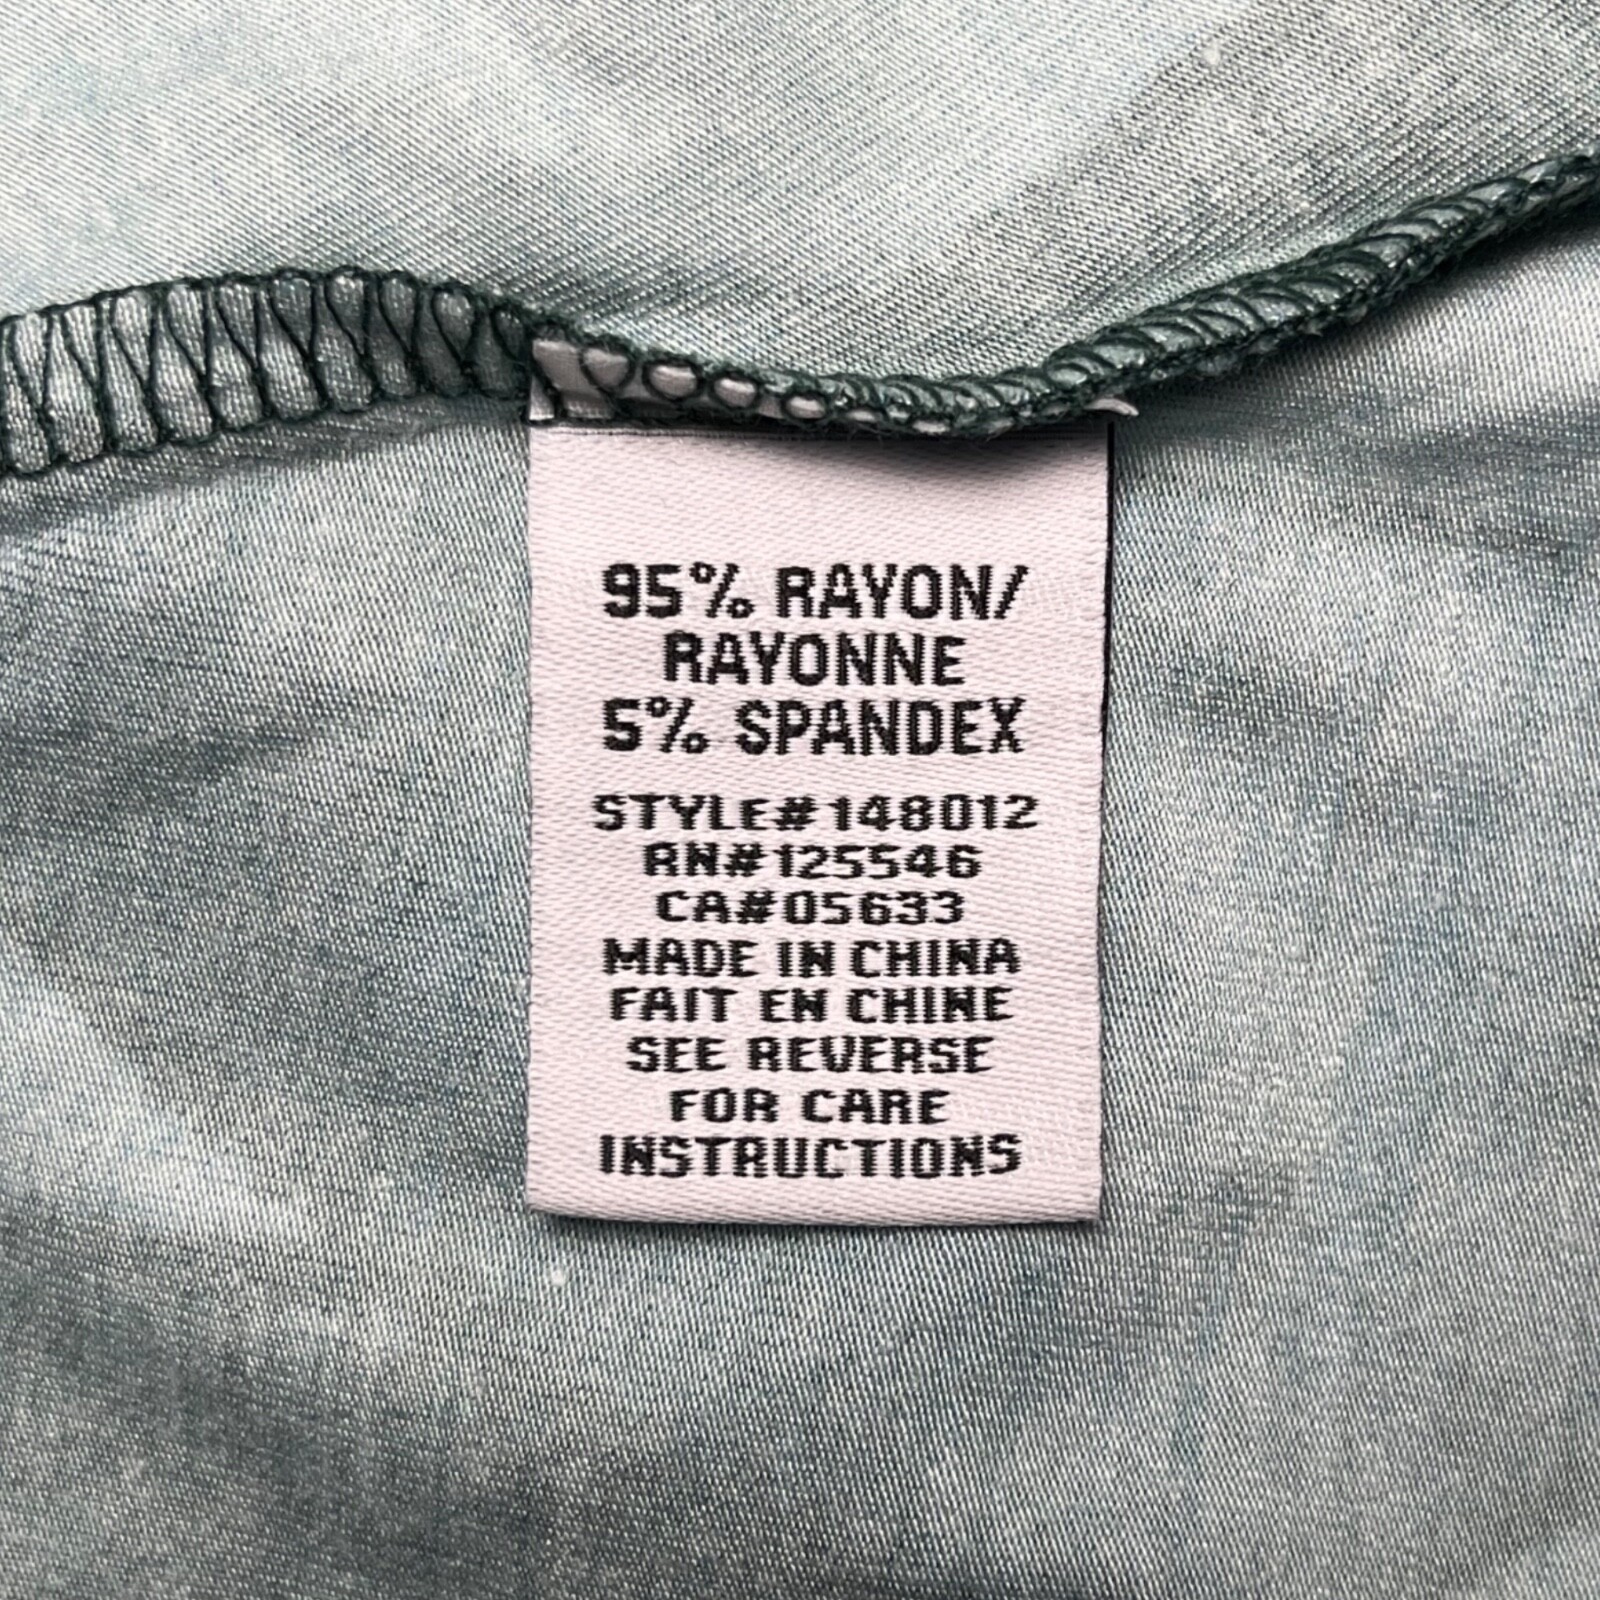 95% RAYON/
RAYONNE
5% SPANDEX
STYLE#148012
RN#125546
CA#05633
MADE IN CHINA
FAIT EN CHINE
SEE REVERSE
FOR CARE
INSTRUCTIONS